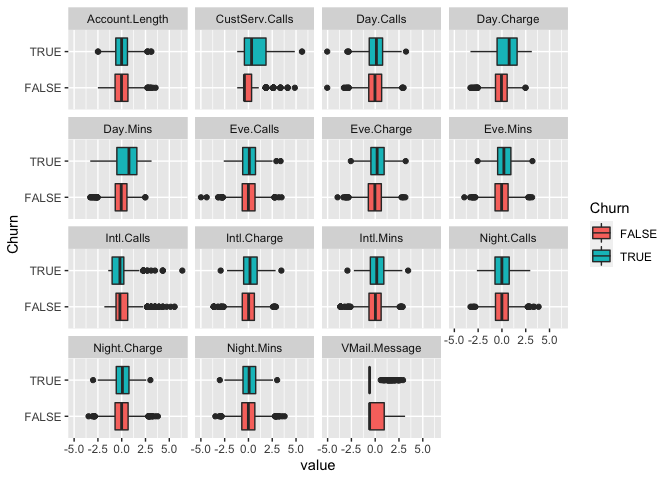 Account.Length CustServ.Calls Day.Calls Day.Charge
TRUE
FALSE
Day.Mins Eve.Calls Eve.Charge Eve.Mins
TRUE
FALSE
Intl.Calls Intl.Charge Intl.Mins Night.Calls
TRUE
FALSE
-5.0 -2.5 0.0 2.5 5.0
Night.Charge Night.Mins VMail.Message
TRUE
FALSE
-5.0 -2.5 0.0 2.5 5.0 -5.0 -2.5 0.0 2.5 5.0 -5.0 -2.5 0.0 2.5 5.0
value
Churn
Churn
FALSE
TRUE